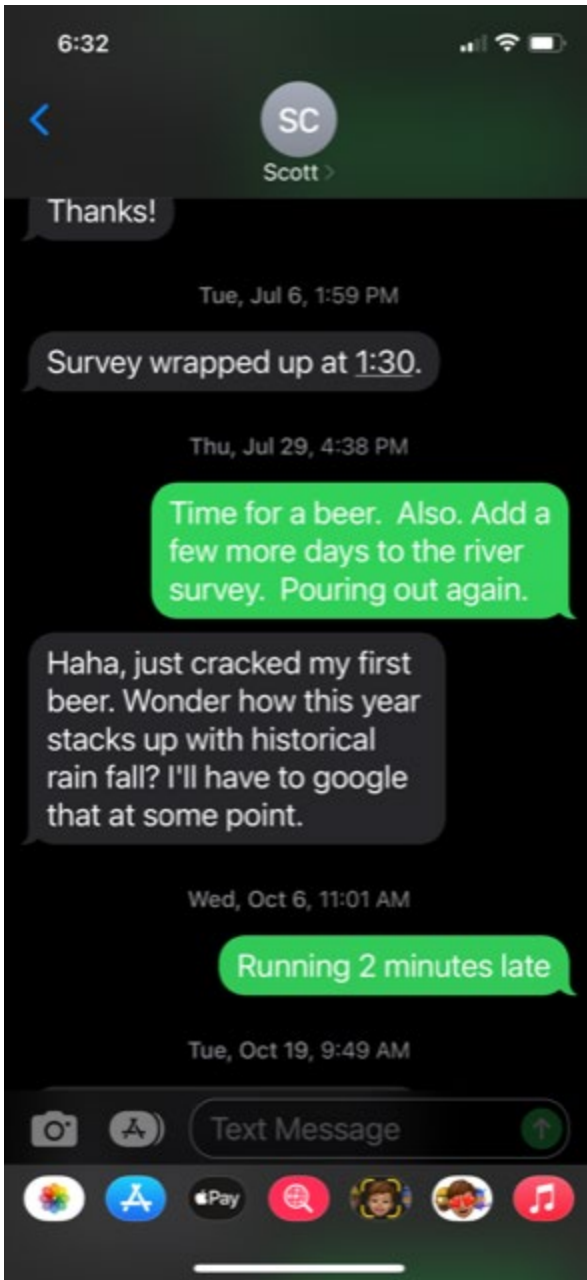 6:32
SC
Scott
Thanks!
Tue, Jul 6, 1:59 PM
Survey wrapped up at 1:30.
Thu, Jul 29, 4:38 PM
Time for a beer.  Also. Add a
few more days to the river
survey.  Pouring out again.
Haha, just cracked my first
beer. Wonder how this year
stacks up with historical
rain fall? I'll have to google
that at some point.
Wed, Oct 6, 11:01 AM
Running 2 minutes late
Tue, Oct 19, 9:49 AM
Text Message
Pay